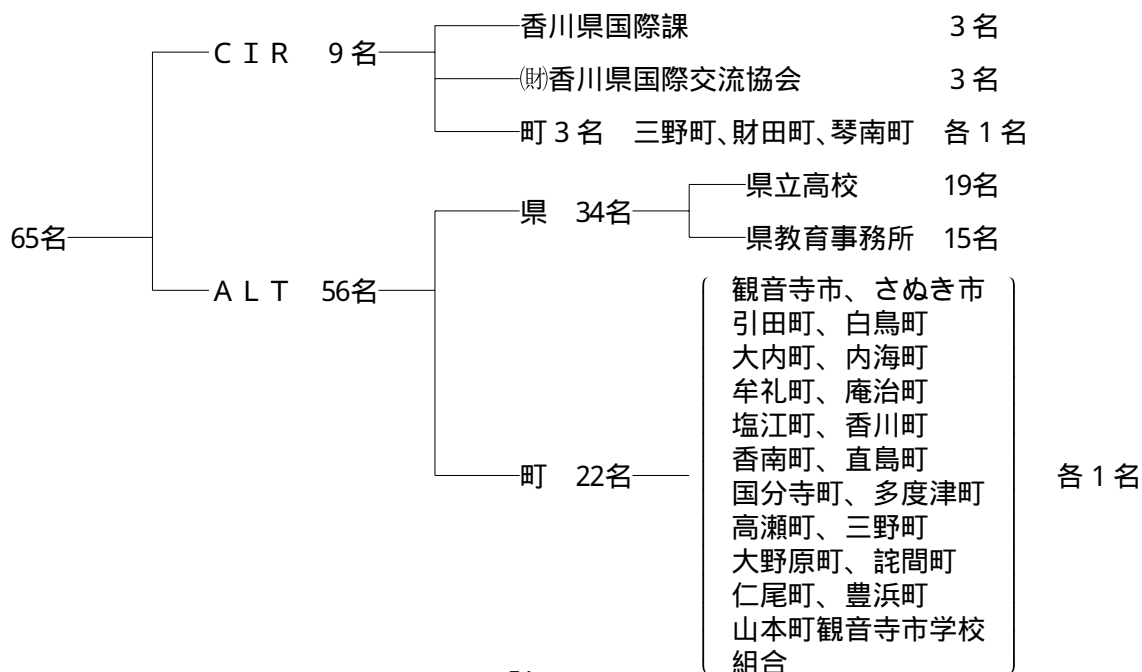 香川県国際課 3名
CIR 9名
㈶香川県国際交流協会 3名
町3名 三野町、財田町、琴南町 各1名
県立高校 19名
県 34名
65名
県教育事務所 15名
ALT 56名
観音寺市、さぬき市
引田町、白鳥町
大内町、内海町
牟礼町、庵治町
塩江町、香川町
香南町、直島町
町 22名
各1名
国分寺町、多度津町
高瀬町、三野町
大野原町、詫間町
仁尾町、豊浜町
山本町観音寺市学校
組合